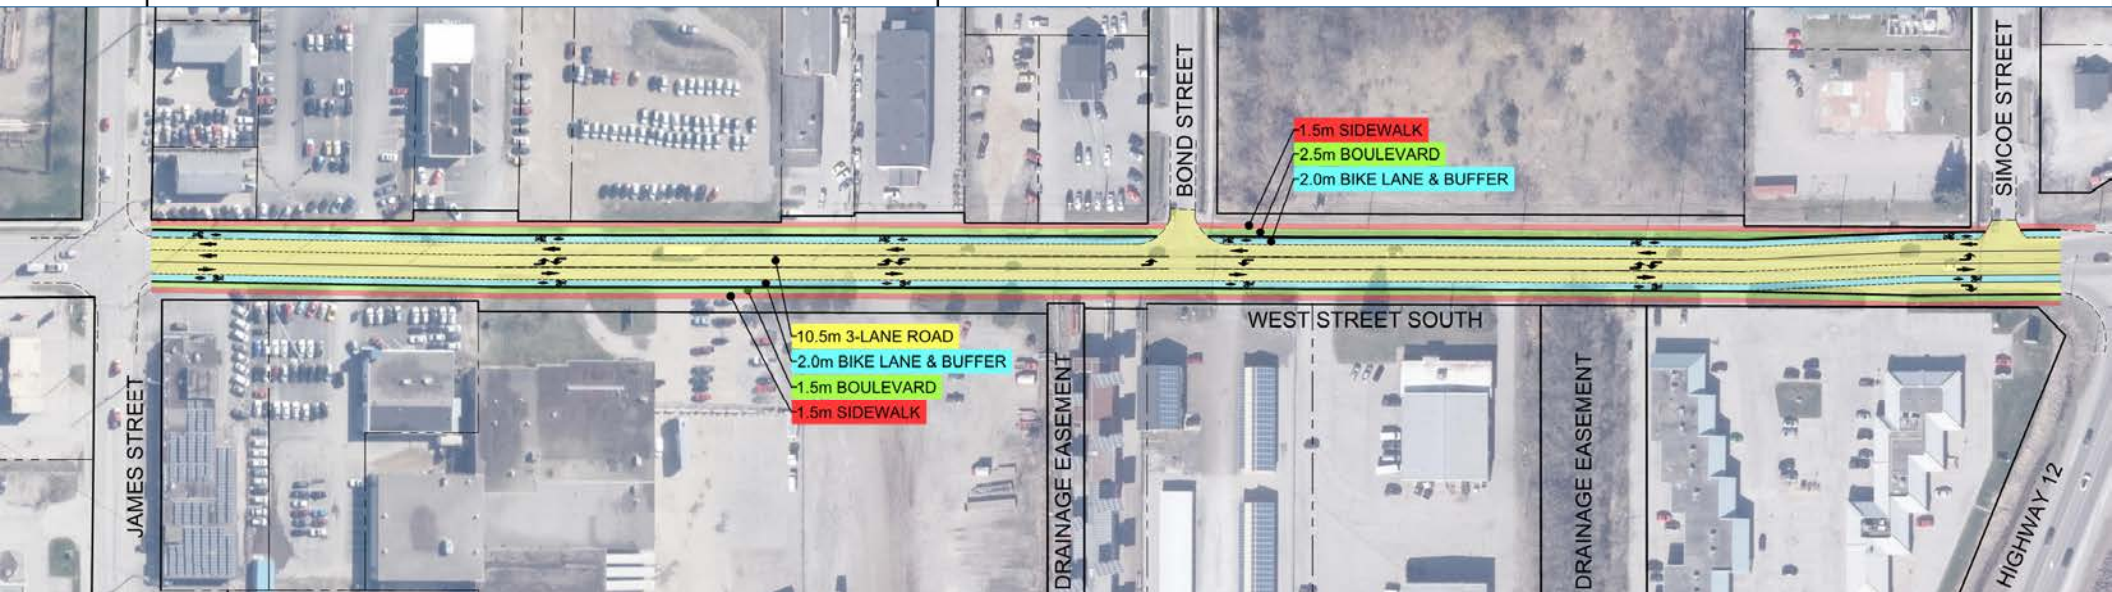 BOND STREET
SIMCOE STREET
1.5m SIDEWALK
2.5m BOULEVARD
2.0m BIKE LANE & BUFFER
WEST STREET SOUTH
10.5m 3-LANE ROAD
2.0m BIKE LANE & BUFFER
1.5m BOULEVARD
1.5m SIDEWALK
JAMES STREET
DRAINAGE EASEMENT
DRAINAGE EASEMENT
HIGHWAY 12